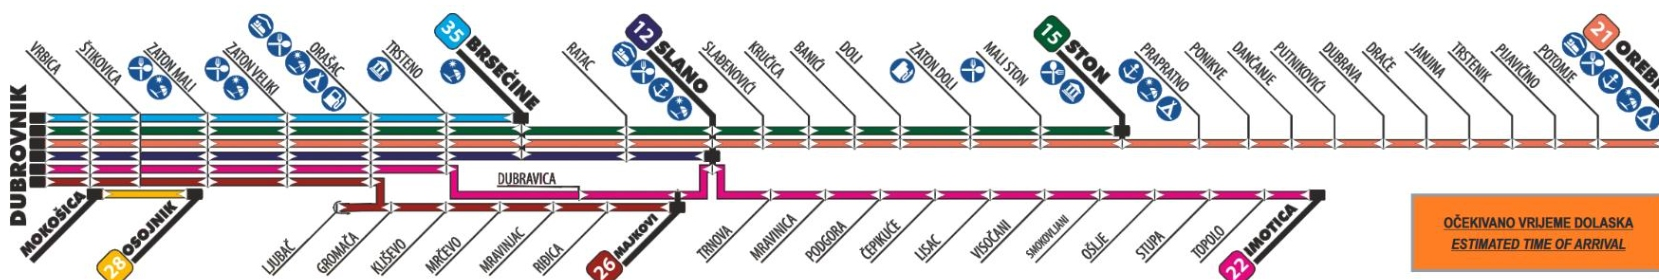 DUBROVNIK
VRBICA
ŠTIKOVICA
ZATON MALI
ZATON VELIKI
ORAŠAC
TRSTENO
35 BRSEČINE
RATAC
12 SLANO
SLAĐENOVIĆI
KRUČICA
BANIĆI
DOLI
ZATON DOLI
MALI STON
15 STON
PRAPRATNO
PONIKVE
DANČANJE
PUTNIKOVIĆI
DUBRAVA
DRAČE
JANJINA
TRSTENIK
PIJAVIČINO
POTOMJE
21 OREBI
MOKOŠICA
28 OSOJNIK
DUBRAVICA
LJUBAČ
GROMAČA
KLIŠEVO
MRČEVO
MRAVINJAC
RIĐICA
26 MAJKOVI
TRNOVA
MRAVINICA
PODGORA
ČEPIKUĆE
LISAC
VISOČANI
SMOKOVLJANI
OŠLJE
STUPA
TOPOLO
22 IMOTICA
OČEKIVANO VRIJEME DOLASKA
ESTIMATED TIME OF ARRIVAL